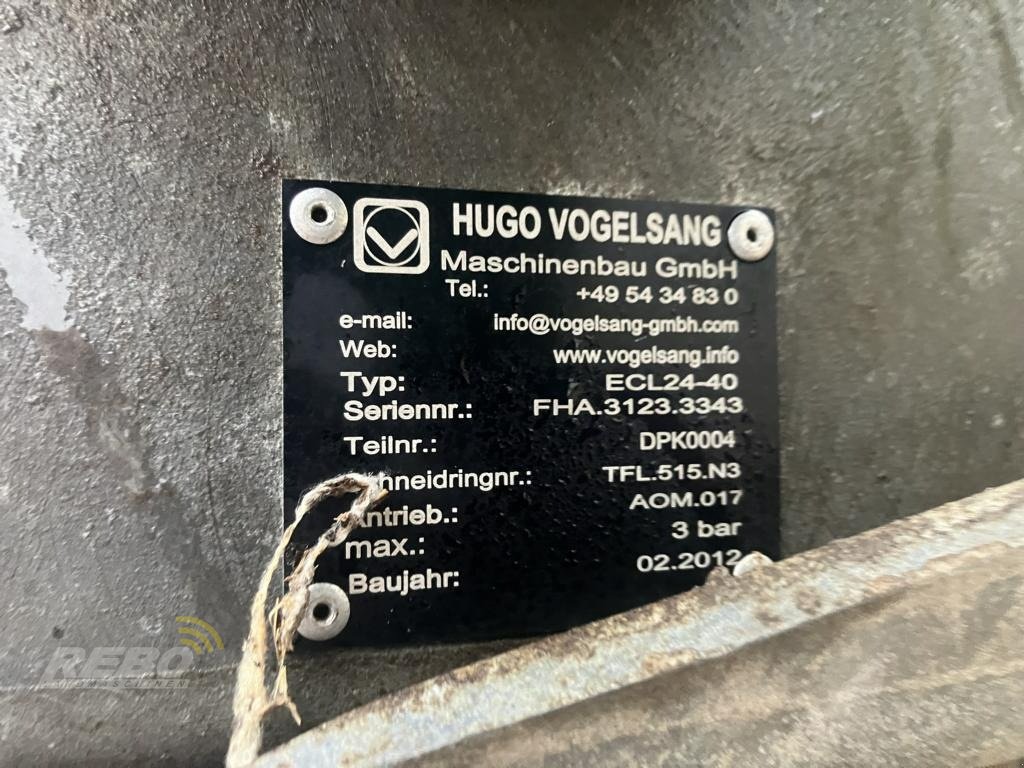 HUGO VOGELSANG
Maschinenbau GmbH
Tel.: +49 54 34 83 0
e-mail: info@vogelsang-gmbh.com
Web: www.vogelsang.info
Typ: ECL24-40
Seriennr.: FHA.3123.3343
Teilnr.: DPK0004
hneidringnr.: TFL.515.N3
Antrieb.: AOM.017
max.: 3 bar
Baujahr: 02.2012
REBO